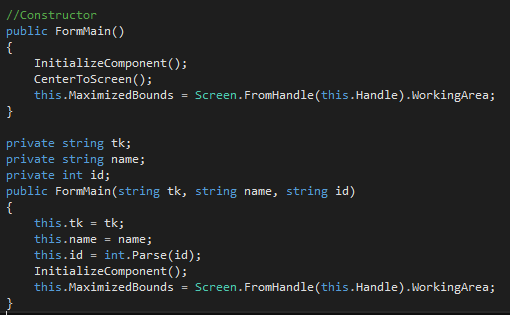 //Constructor
public FormMain()
{
    InitializeComponent();
    CenterToScreen();
    this.MaximizedBounds = Screen.FromHandle(this.Handle).WorkingArea;
}

private string tk;
private string name;
private int id;
public FormMain(string tk, string name, string id)
{
    this.tk = tk;
    this.name = name;
    this.id = int.Parse(id);
    InitializeComponent();
    this.MaximizedBounds = Screen.FromHandle(this.Handle).WorkingArea;
}